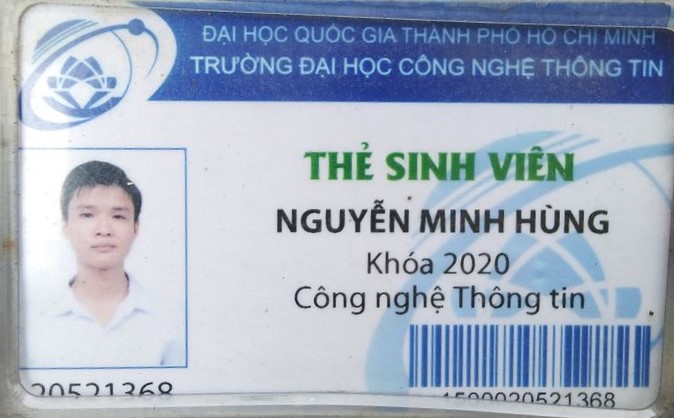 ĐẠI HỌC QUỐC GIA THÀNH PHỐ HỒ CHÍ MINH
TRƯỜNG ĐẠI HỌC CÔNG NGHỆ THÔNG TIN
THẺ SINH VIÊN
NGUYỄN MINH HÙNG
Khóa 2020
Công nghệ Thông tin
20521368
1500020521368